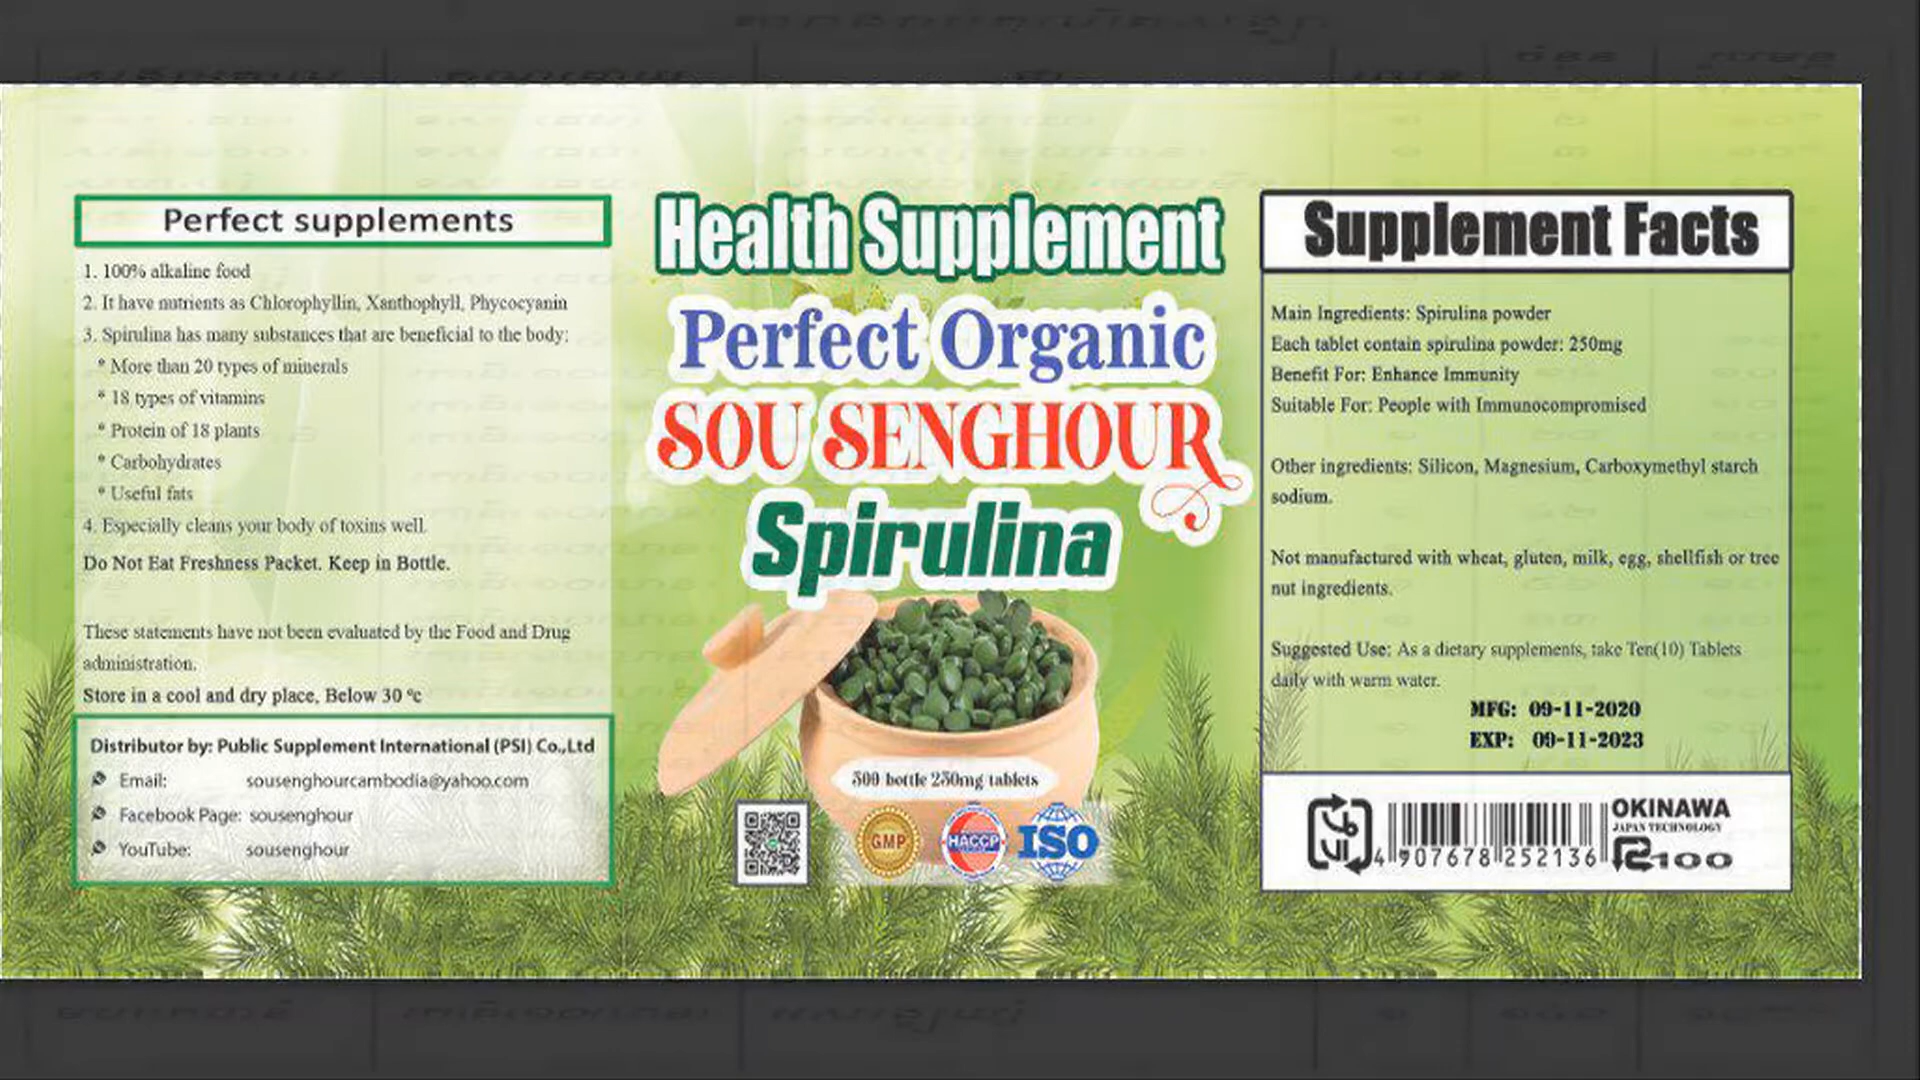 Perfect supplements
1. 100% alkaline food
2. It have nutrients as Chlorophyllin, Xanthophyll, Phycocyanin
3. Spirulina has many substances that are beneficial to the body:
* More than 20 types of minerals
* 18 types of vitamins
* Protein of 18 plants
* Carbohydrates
* Useful fats
4. Especially cleans your body of toxins well.
Do Not Eat Freshness Packet. Keep in Bottle.
These statements have not been evaluated by the Food and Drug
administration.
Store in a cool and dry place, Below 30 °c
Distributor by: Public Supplement International (PSI) Co.,Ltd
Email: sousenghourcambodia@yahoo.com
Facebook Page: sousenghour
YouTube: sousenghour
Health Supplement
Perfect Organic
SOU SENGHOUR
Spirulina
500 bottle 250mg tablets
GMP
HACCP
ISO
Supplement Facts
Main Ingredients: Spirulina powder
Each tablet contain spirulina powder: 250mg
Benefit For: Enhance Immunity
Suitable For: People with Immunocompromised
Other ingredients: Silicon, Magnesium, Carboxymethyl starch
sodium.
Not manufactured with wheat, gluten, milk, egg, shellfish or tree
nut ingredients.
Suggested Use: As a dietary supplements, take Ten(10) Tablets
daily with warm water.
MFG: 09-11-2020
EXP: 09-11-2023
4 907678 252136
OKINAWA
JAPAN TECHNOLOGY
R100